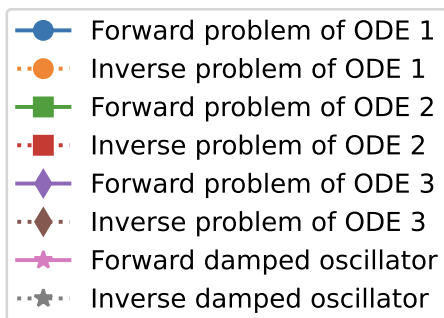 Forward problem of ODE 1
Inverse problem of ODE 1
Forward problem of ODE 2
Inverse problem of ODE 2
Forward problem of ODE 3
Inverse problem of ODE 3
Forward damped oscillator
Inverse damped oscillator